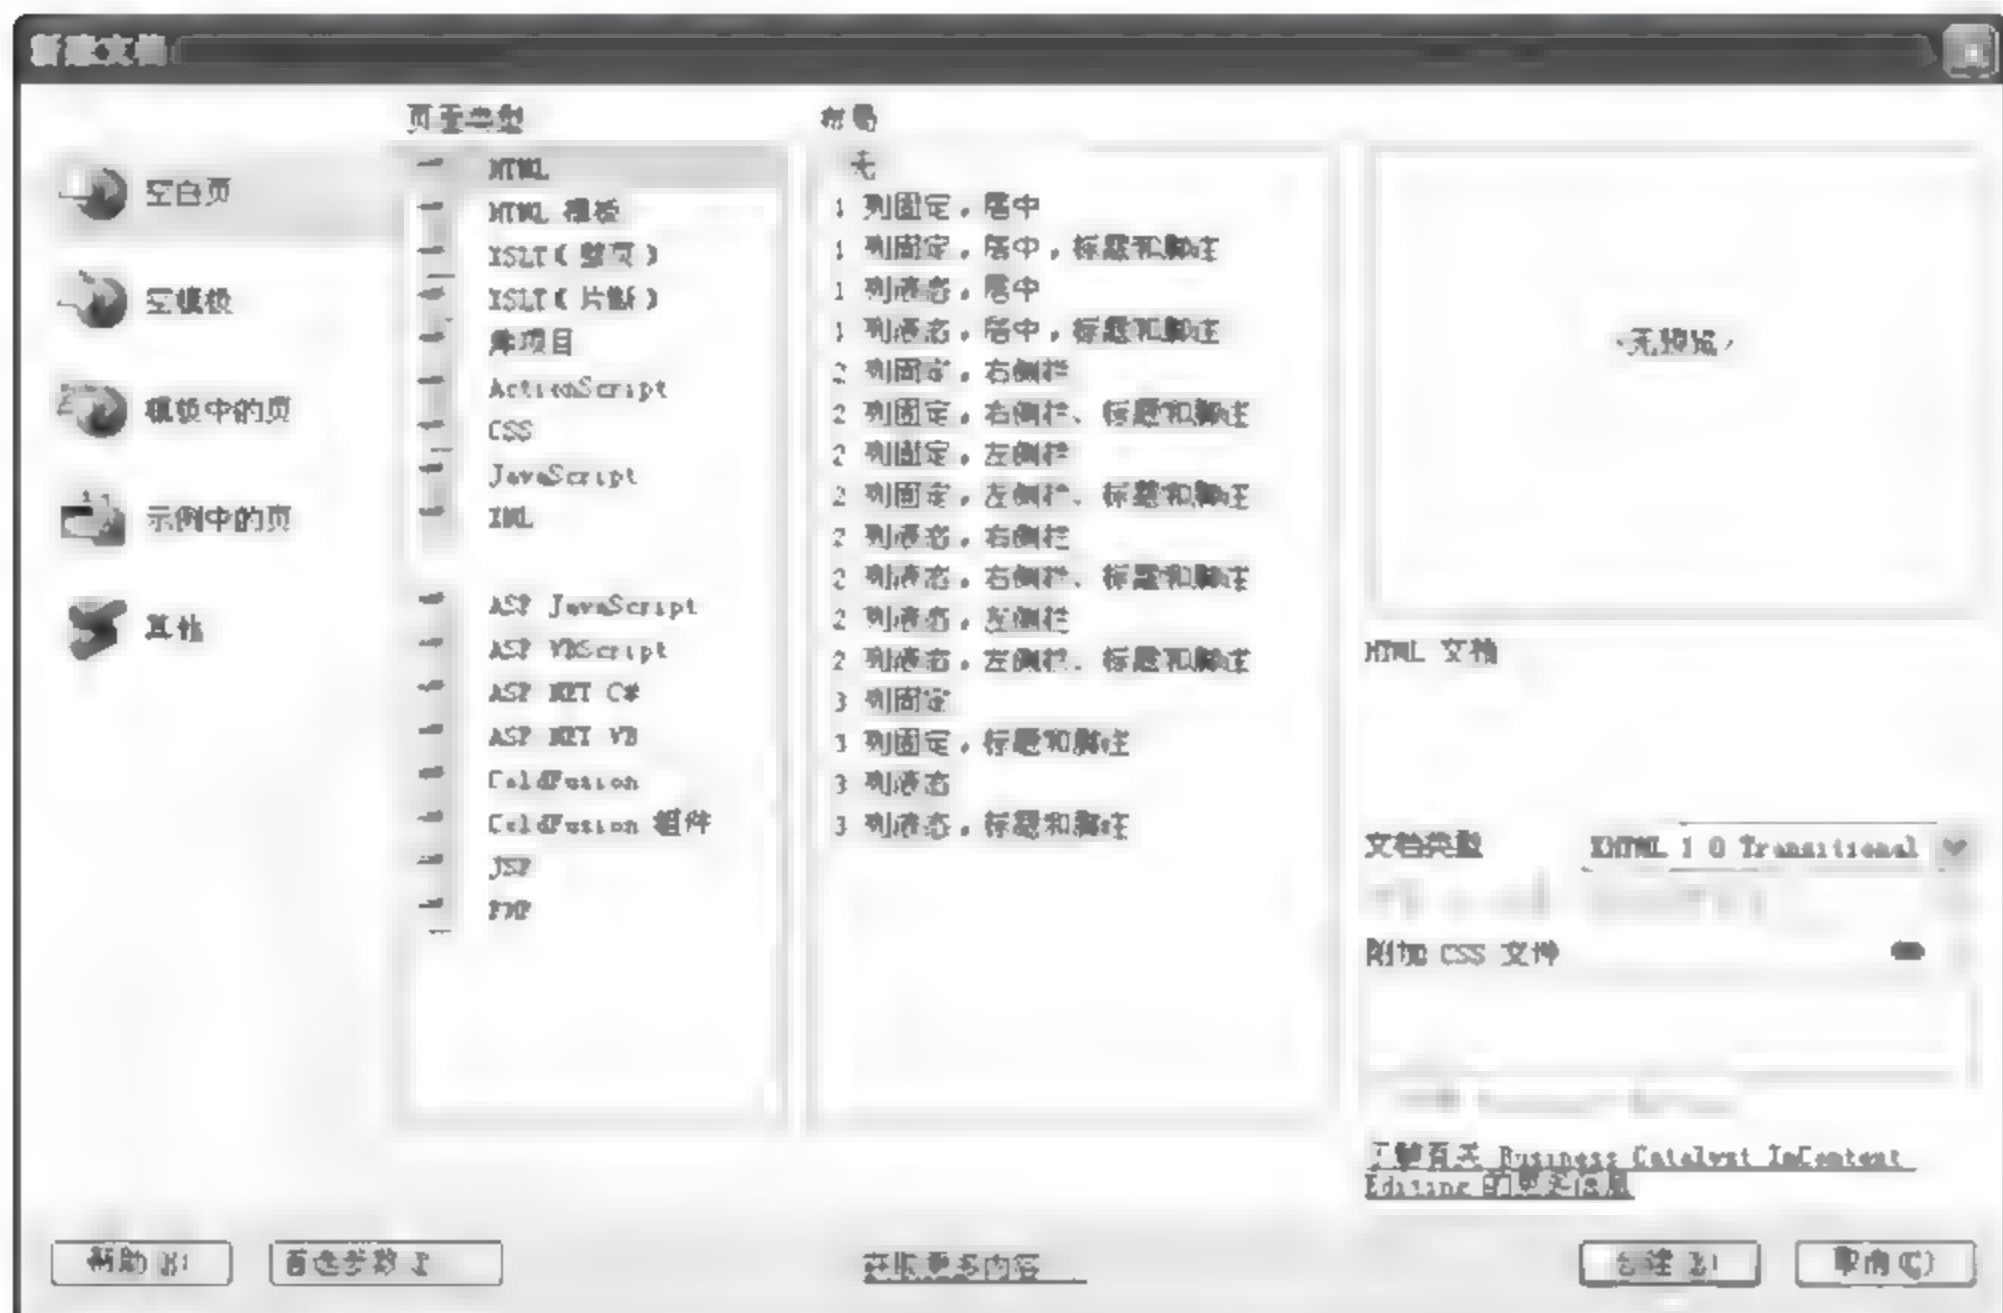 新建文档
页面类型
布局
空白页
空模板
模板中的页
示例中的页
其他
HTML
HTML 模板
XSLT(整页)
XSLT(片断)
库项目
ActionScript
CSS
JavaScript
XML
ASP JavaScript
ASP VBScript
ASP NET C#
ASP NET VB
ColdFusion
ColdFusion 组件
JSP
PHP
无
1 列固定,居中
1 列固定,居中,标题和脚注
1 列液态,居中
1 列液态,居中,标题和脚注
2 列固定,右侧栏
2 列固定,右侧栏、标题和脚注
2 列固定,左侧栏
2 列固定,左侧栏、标题和脚注
2 列液态,右侧栏
2 列液态,右侧栏、标题和脚注
2 列液态,左侧栏
2 列液态,左侧栏、标题和脚注
3 列固定
3 列固定,标题和脚注
3 列液态
3 列液态,标题和脚注
无预览
HTML 文档
文档类型 XHTML 1 0 Transitional
附加 CSS 文件
了解有关 Business Catalyst InContext
Editing 的更多信息
帮助(H) 首选参数 P 获取更多内容 创建(R) 取消(C)